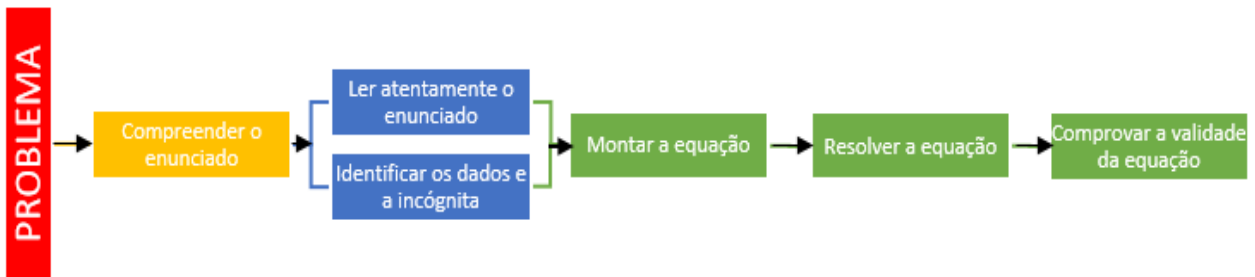 PROBLEMA
Compreender o
enunciado
Ler atentamente o
enunciado
Identificar os dados e
a incógnita
Montar a equação
Resolver a equação
Comprovar a validade
da equação